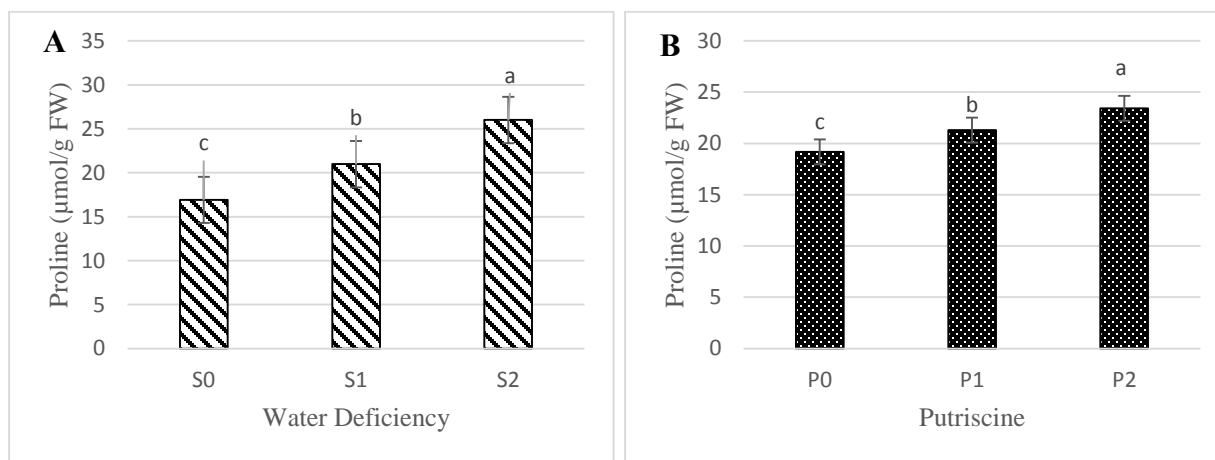 A
Proline (µmol/g FW)
35
30
25
20
15
10
5
0
c
b
a
S0 S1 S2
Water Deficiency
B
Proline (µmol/g FW)
30
25
20
15
10
5
0
c
b
a
P0 P1 P2
Putriscine